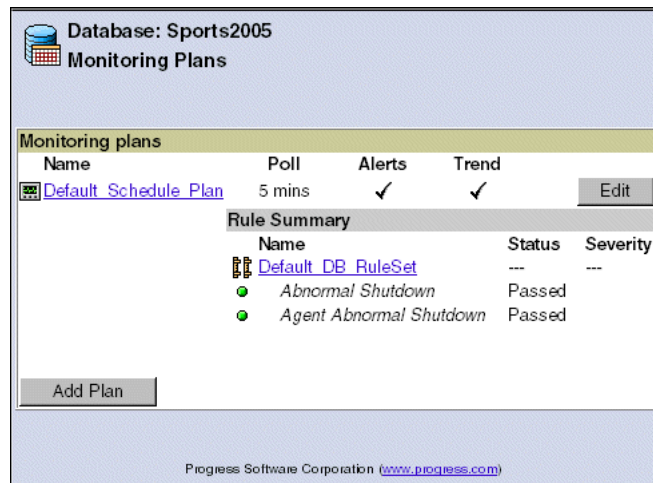 Database: Sports2005
Monitoring Plans
Monitoring plans
Name Poll Alerts Trend
Default_Schedule_Plan 5 mins ✓ ✓ Edit
Rule Summary
Name Status Severity
Default_DB_RuleSet --- ---
Abnormal Shutdown Passed
Agent Abnormal Shutdown Passed
Add Plan
Progress Software Corporation (www.progress.com)